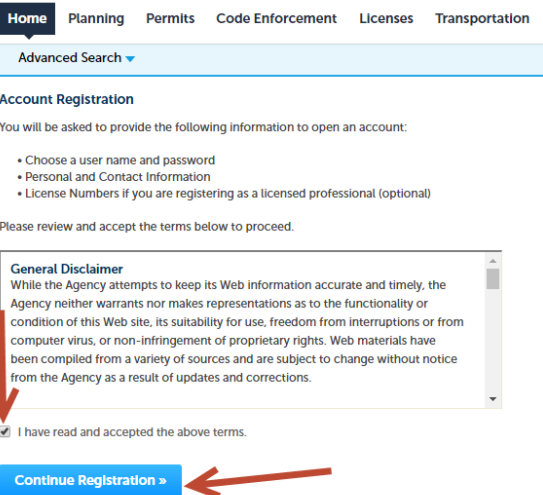 Home Planning Permits Code Enforcement Licenses Transportation
Advanced Search
Account Registration
You will be asked to provide the following information to open an account:
• Choose a user name and password
• Personal and Contact Information
• License Numbers if you are registering as a licensed professional (optional)
Please review and accept the terms below to proceed.
General Disclaimer
While the Agency attempts to keep its Web information accurate and timely, the
Agency neither warrants nor makes representations as to the functionality or
condition of this Web site, its suitability for use, freedom from interruptions or from
computer virus, or non-infringement of proprietary rights. Web materials have
been compiled from a variety of sources and are subject to change without notice
from the Agency as a result of updates and corrections.
I have read and accepted the above terms.
Continue Registration »